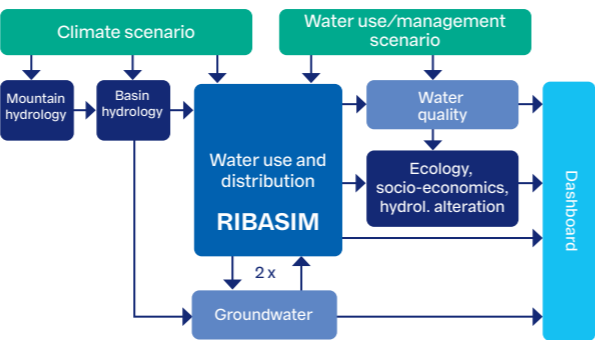 Climate scenario
Water use/management
scenario
Mountain
hydrology
Basin
hydrology
Water
quality
Water use and
distribution
RIBASIM
Ecology,
socio-economics,
hydrol. alteration
Dashboard
2 x
Groundwater